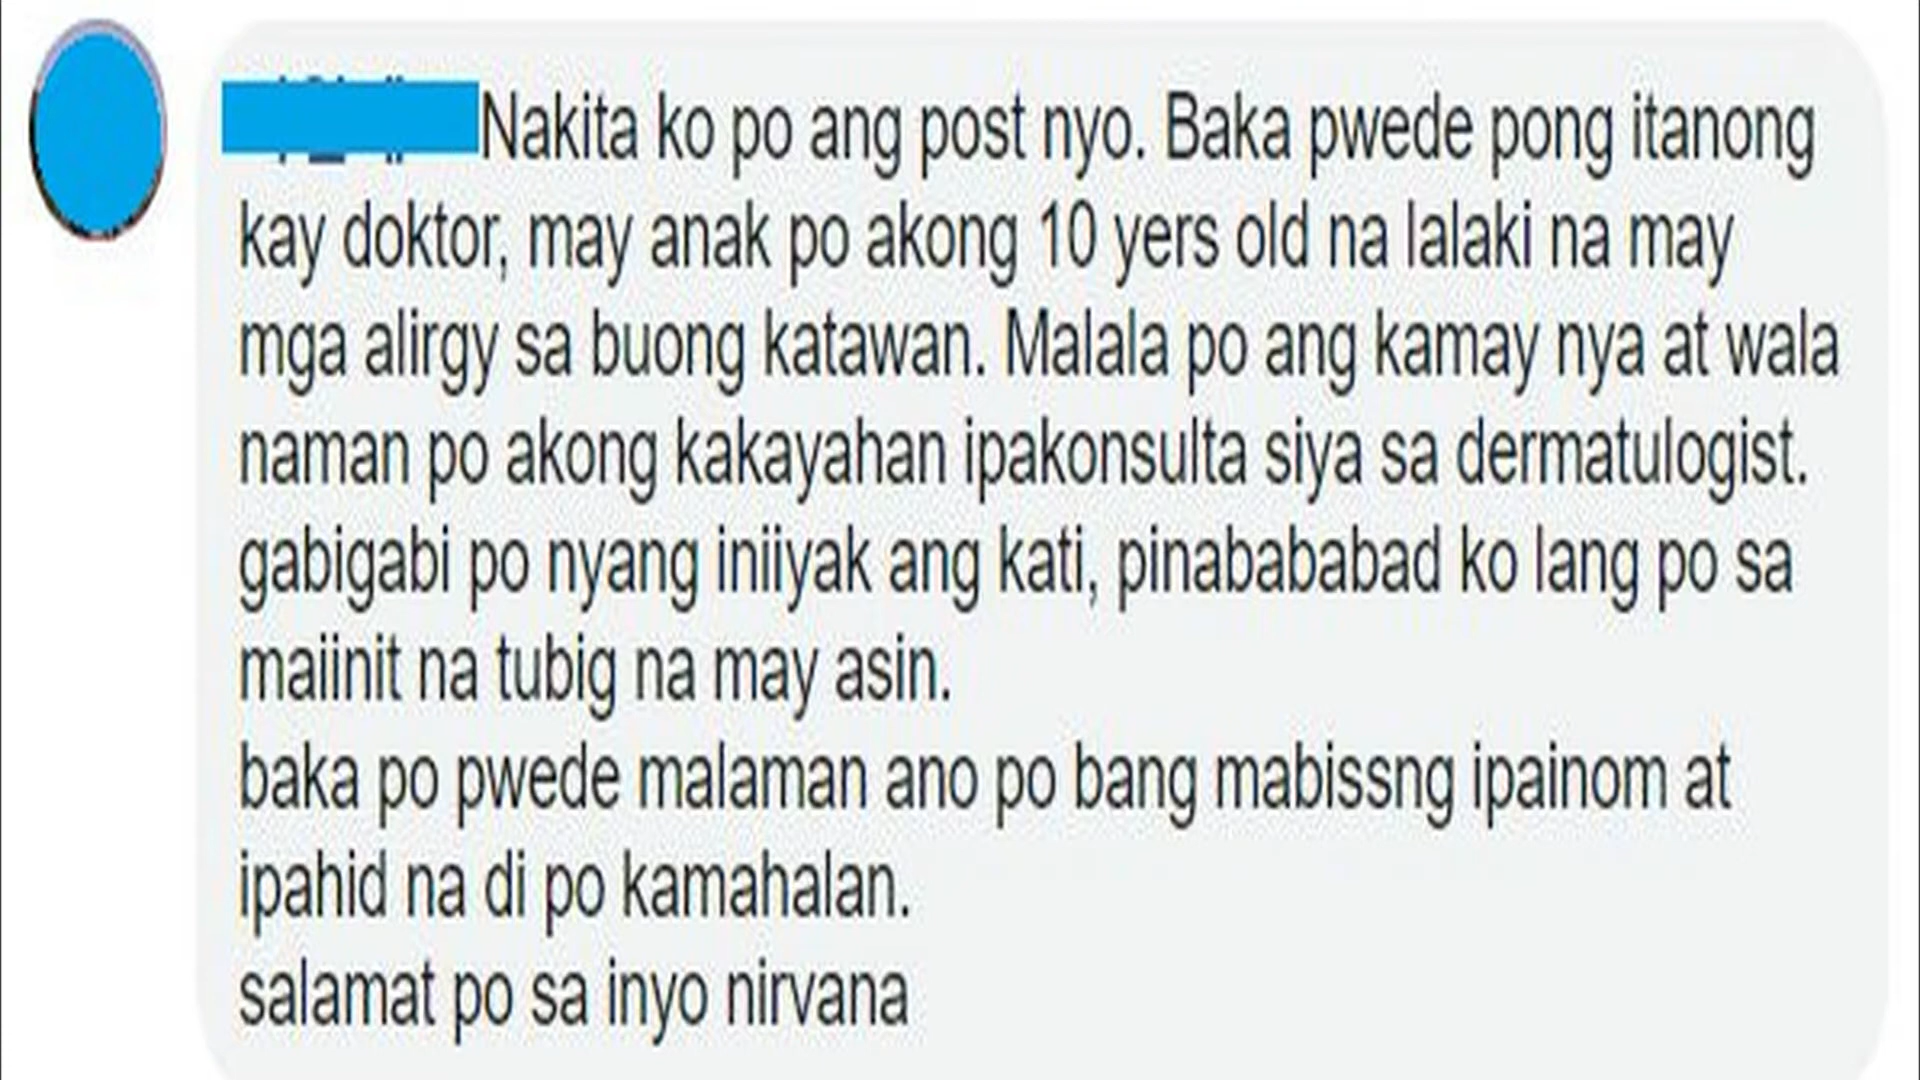 Nakita ko po ang post nyo. Baka pwede pong itanong
kay doktor, may anak po akong 10 yers old na lalaki na may
mga alirgy sa buong katawan. Malala po ang kamay nya at wala
naman po akong kakayahan ipakonsulta siya sa dermatulogist.
gabigabi po nyang iniiyak ang kati, pinabababad ko lang po sa
maiinit na tubig na may asin.
baka po pwede malaman ano po bang mabissng ipainom at
ipahid na di po kamahalan.
salamat po sa inyo nirvana